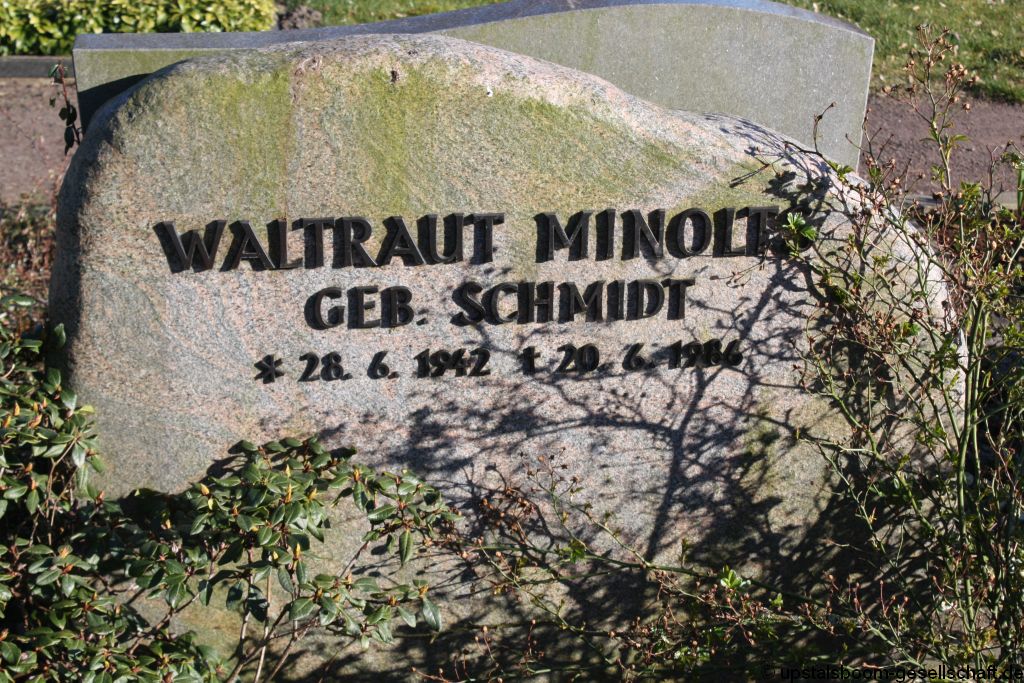 WALTRAUT MINOLTS
GEB. SCHMIDT
* 28. 6. 1942 † 20. 6. 1986
© upstalsboom-gesellschaft.de